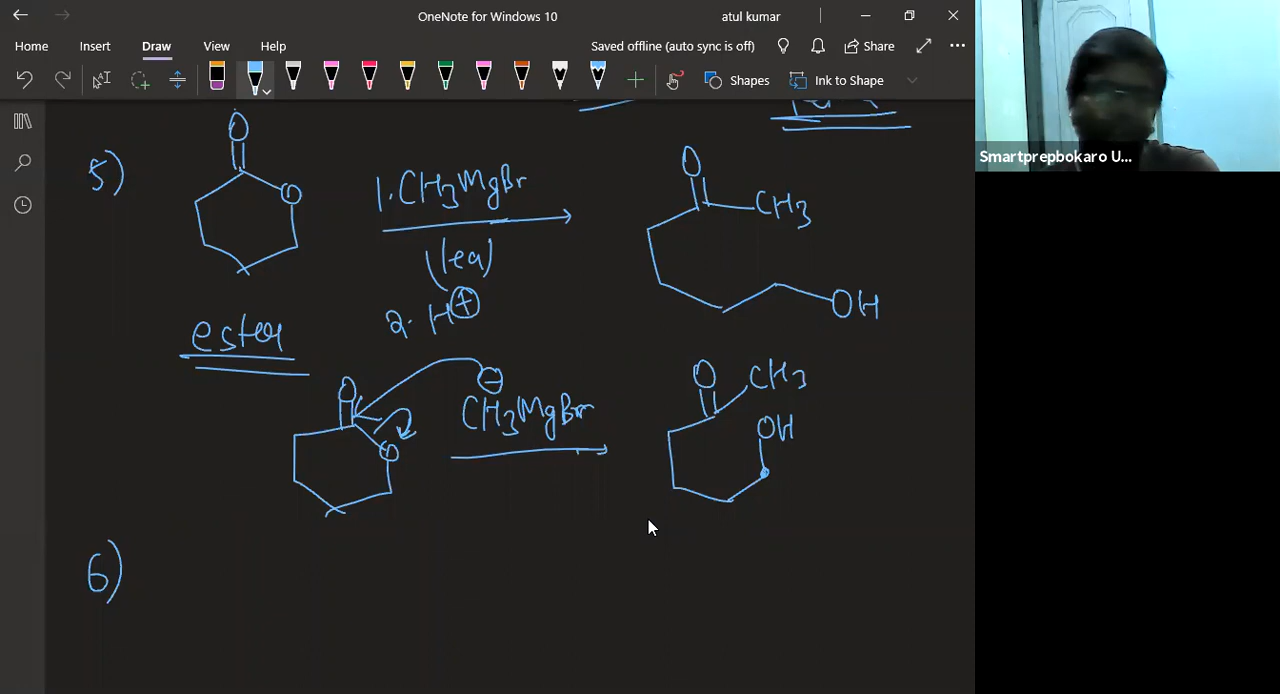 OneNote for Windows 10
atul kumar
Home Insert Draw View Help
Saved offline (auto sync is off)
Share
Shapes
Ink to Shape
Smartprepbokaro U...
5)
O
O
1. CH3MgBr
(1eq)
2. H⊕
O
CH3
OH
ester
O
O
⊖
CH3MgBr
O
CH3
OH
6)